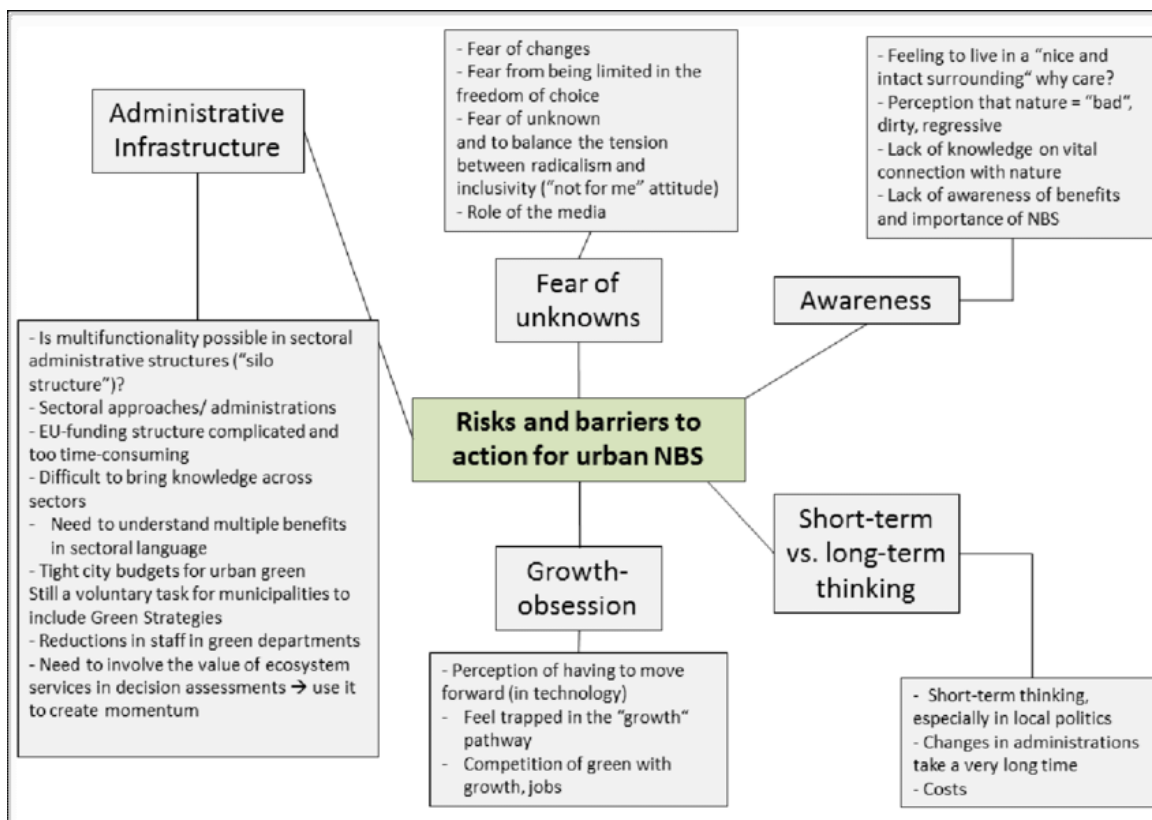 Administrative
Infrastructure
- Is multifunctionality possible in sectoral
administrative structures (“silo
structure”)?
- Sectoral approaches/ administrations
- EU-funding structure complicated and
too time-consuming
- Difficult to bring knowledge across
sectors
- Need to understand multiple benefits
in sectoral language
- Tight city budgets for urban green
Still a voluntary task for municipalities to
include Green Strategies
- Reductions in staff in green departments
- Need to involve the value of ecosystem
services in decision assessments → use it
to create momentum
- Fear of changes
- Fear from being limited in the
freedom of choice
- Fear of unknown
and to balance the tension
between radicalism and
inclusivity (“not for me” attitude)
- Role of the media
Fear of
unknowns
- Feeling to live in a “nice and
intact surrounding“ why care?
- Perception that nature = “bad“,
dirty, regressive
- Lack of knowledge on vital
connection with nature
- Lack of awareness of benefits
and importance of NBS
Awareness
Risks and barriers to
action for urban NBS
Growth-
obsession
- Perception of having to move
forward (in technology)
- Feel trapped in the “growth“
pathway
- Competition of green with
growth, jobs
Short-term
vs. long-term
thinking
- Short-term thinking,
especially in local politics
- Changes in administrations
take a very long time
- Costs